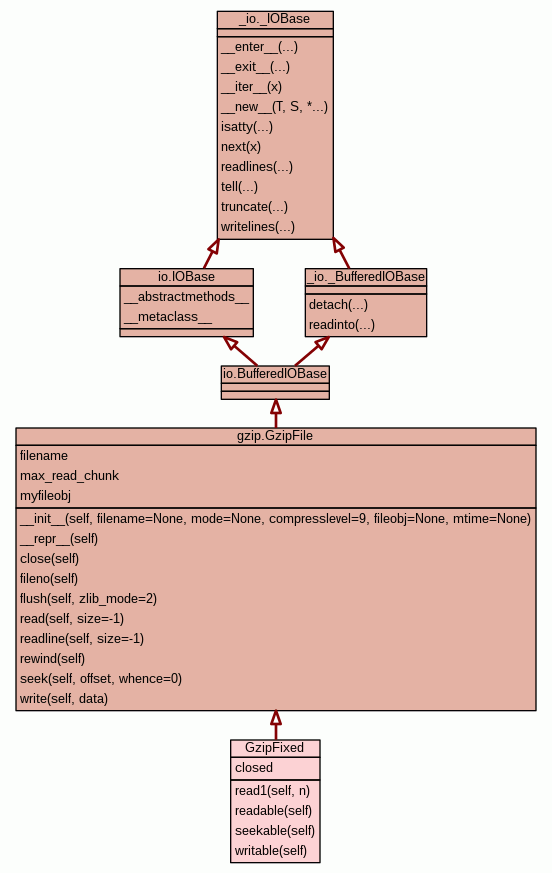 _io._IOBase
__enter__(...)
__exit__(...)
__iter__(x)
__new__(T, S, *...)
isatty(...)
next(x)
readlines(...)
tell(...)
truncate(...)
writelines(...)
io.IOBase
__abstractmethods__
__metaclass__
_io._BufferedIOBase
detach(...)
readinto(...)
io.BufferedIOBase
gzip.GzipFile
filename
max_read_chunk
myfileobj
__init__(self, filename=None, mode=None, compresslevel=9, fileobj=None, mtime=None)
__repr__(self)
close(self)
fileno(self)
flush(self, zlib_mode=2)
read(self, size=-1)
readline(self, size=-1)
rewind(self)
seek(self, offset, whence=0)
write(self, data)
GzipFixed
closed
read1(self, n)
readable(self)
seekable(self)
writable(self)